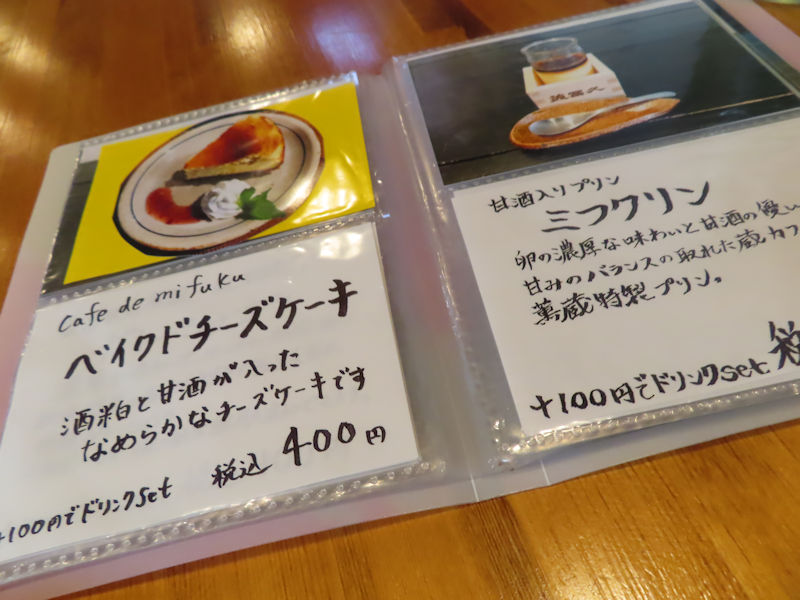 Cafe de mifuku
ベイクドチーズケーキ
酒粕と甘酒が入った
なめらかなチーズケーキです
税込 400円
+100円でドリンクset
甘酒入りプリン
ミフクリン
卵の濃厚な味わいと甘酒の優しい
甘みのバランスの取れた蔵カフ
特製プリン。
+100円でドリンクset